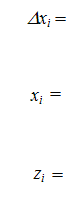 Δxᵢ =
xᵢ =
zᵢ =